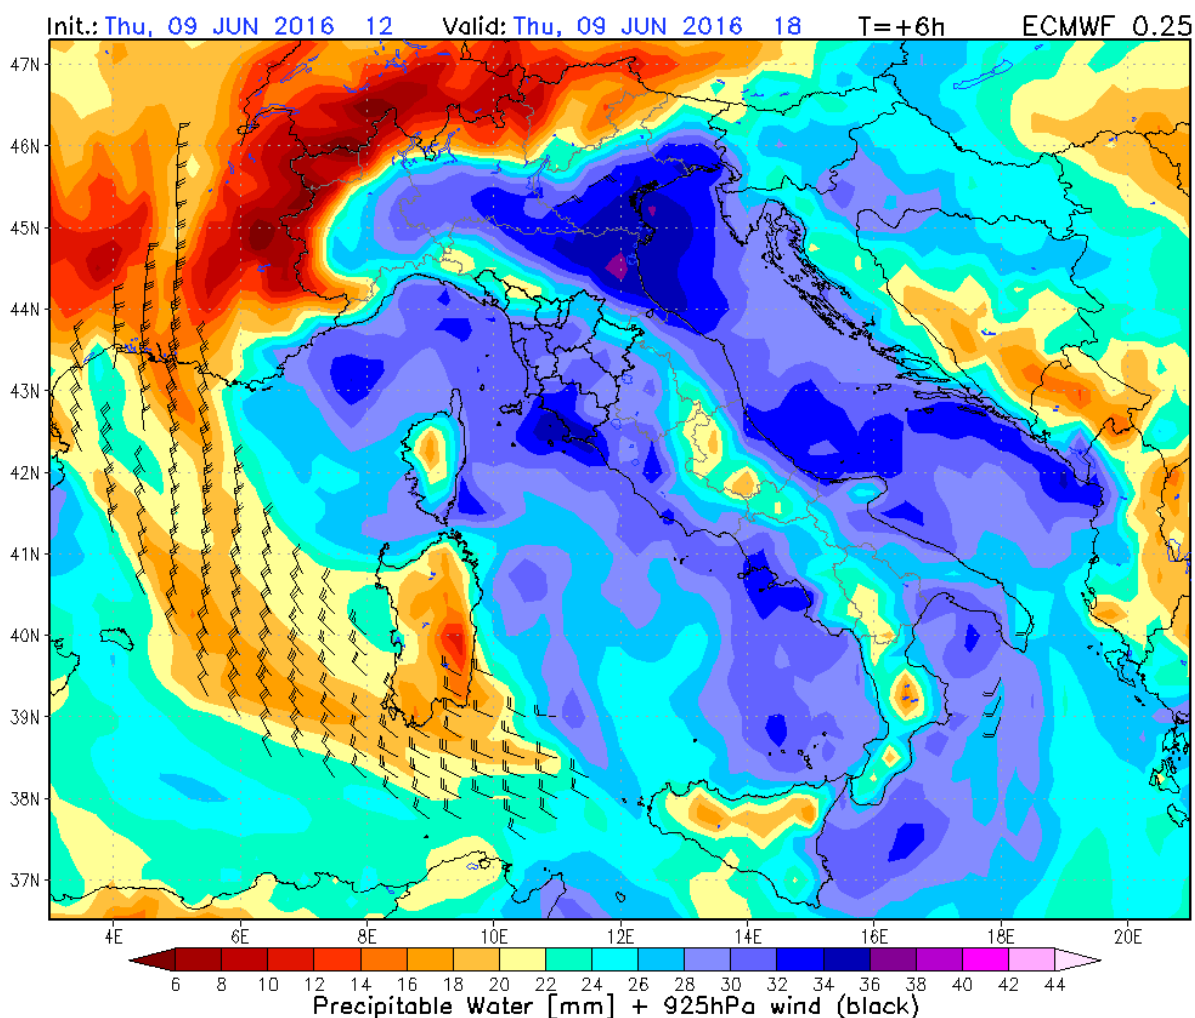 Init.: Thu, 09 JUN 2016 12 Valid: Thu, 09 JUN 2016 18 T=+6h ECMWF 0.25
47N
46N
45N
44N
43N
42N
41N
40N
39N
38N
37N
4E 6E 8E 10E 12E 14E 16E 18E 20E
6 8 10 12 14 16 18 20 22 24 26 28 30 32 34 36 38 40 42 44
Precipitable Water [mm] + 925hPa wind (black)